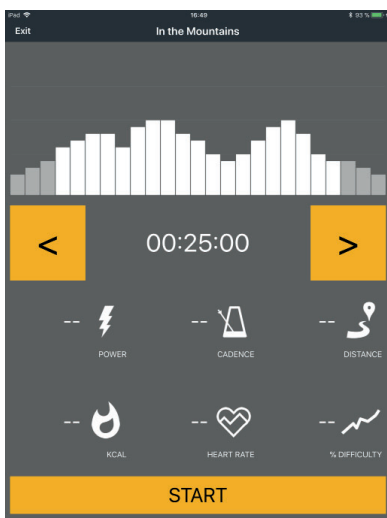 iPad 16:49 93 %
Exit In the Mountains
< 00:25:00 >
-- -- --
POWER CADENCE DISTANCE
-- -- --
KCAL HEART RATE % DIFFICULTY
START